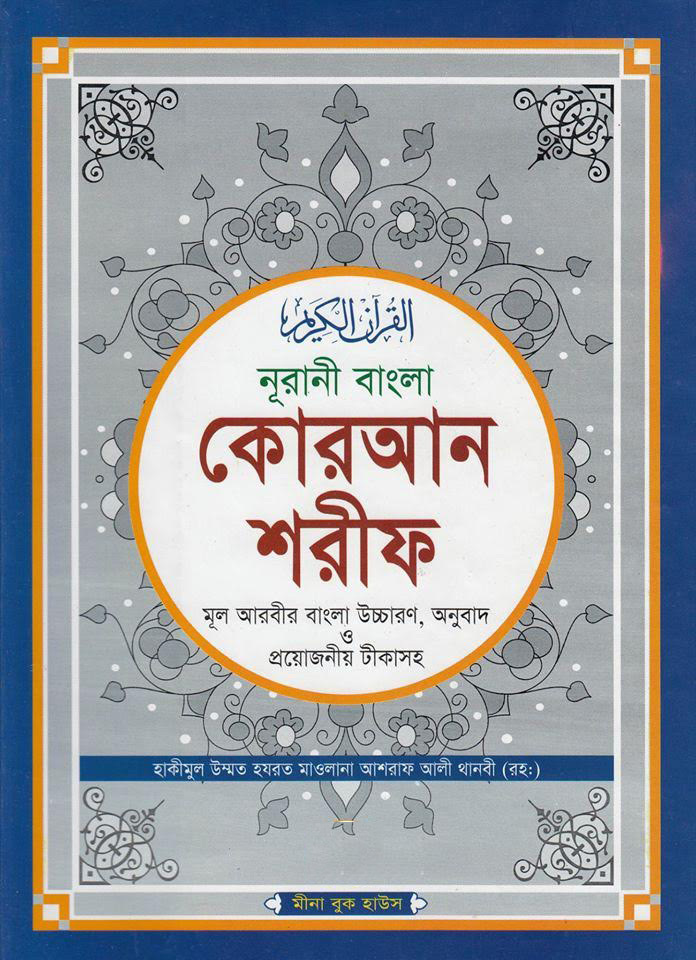 القرآن الكريم
নূরানী বাংলা
কোরআন
শরীফ
মূল আরবীর বাংলা উচ্চারণ, অনুবাদ
ও
প্রয়োজনীয় টীকাসহ
হাকীমুল উম্মত হযরত মাওলানা আশরাফ আলী থানবী (রহ:)
মীনা বুক হাউস